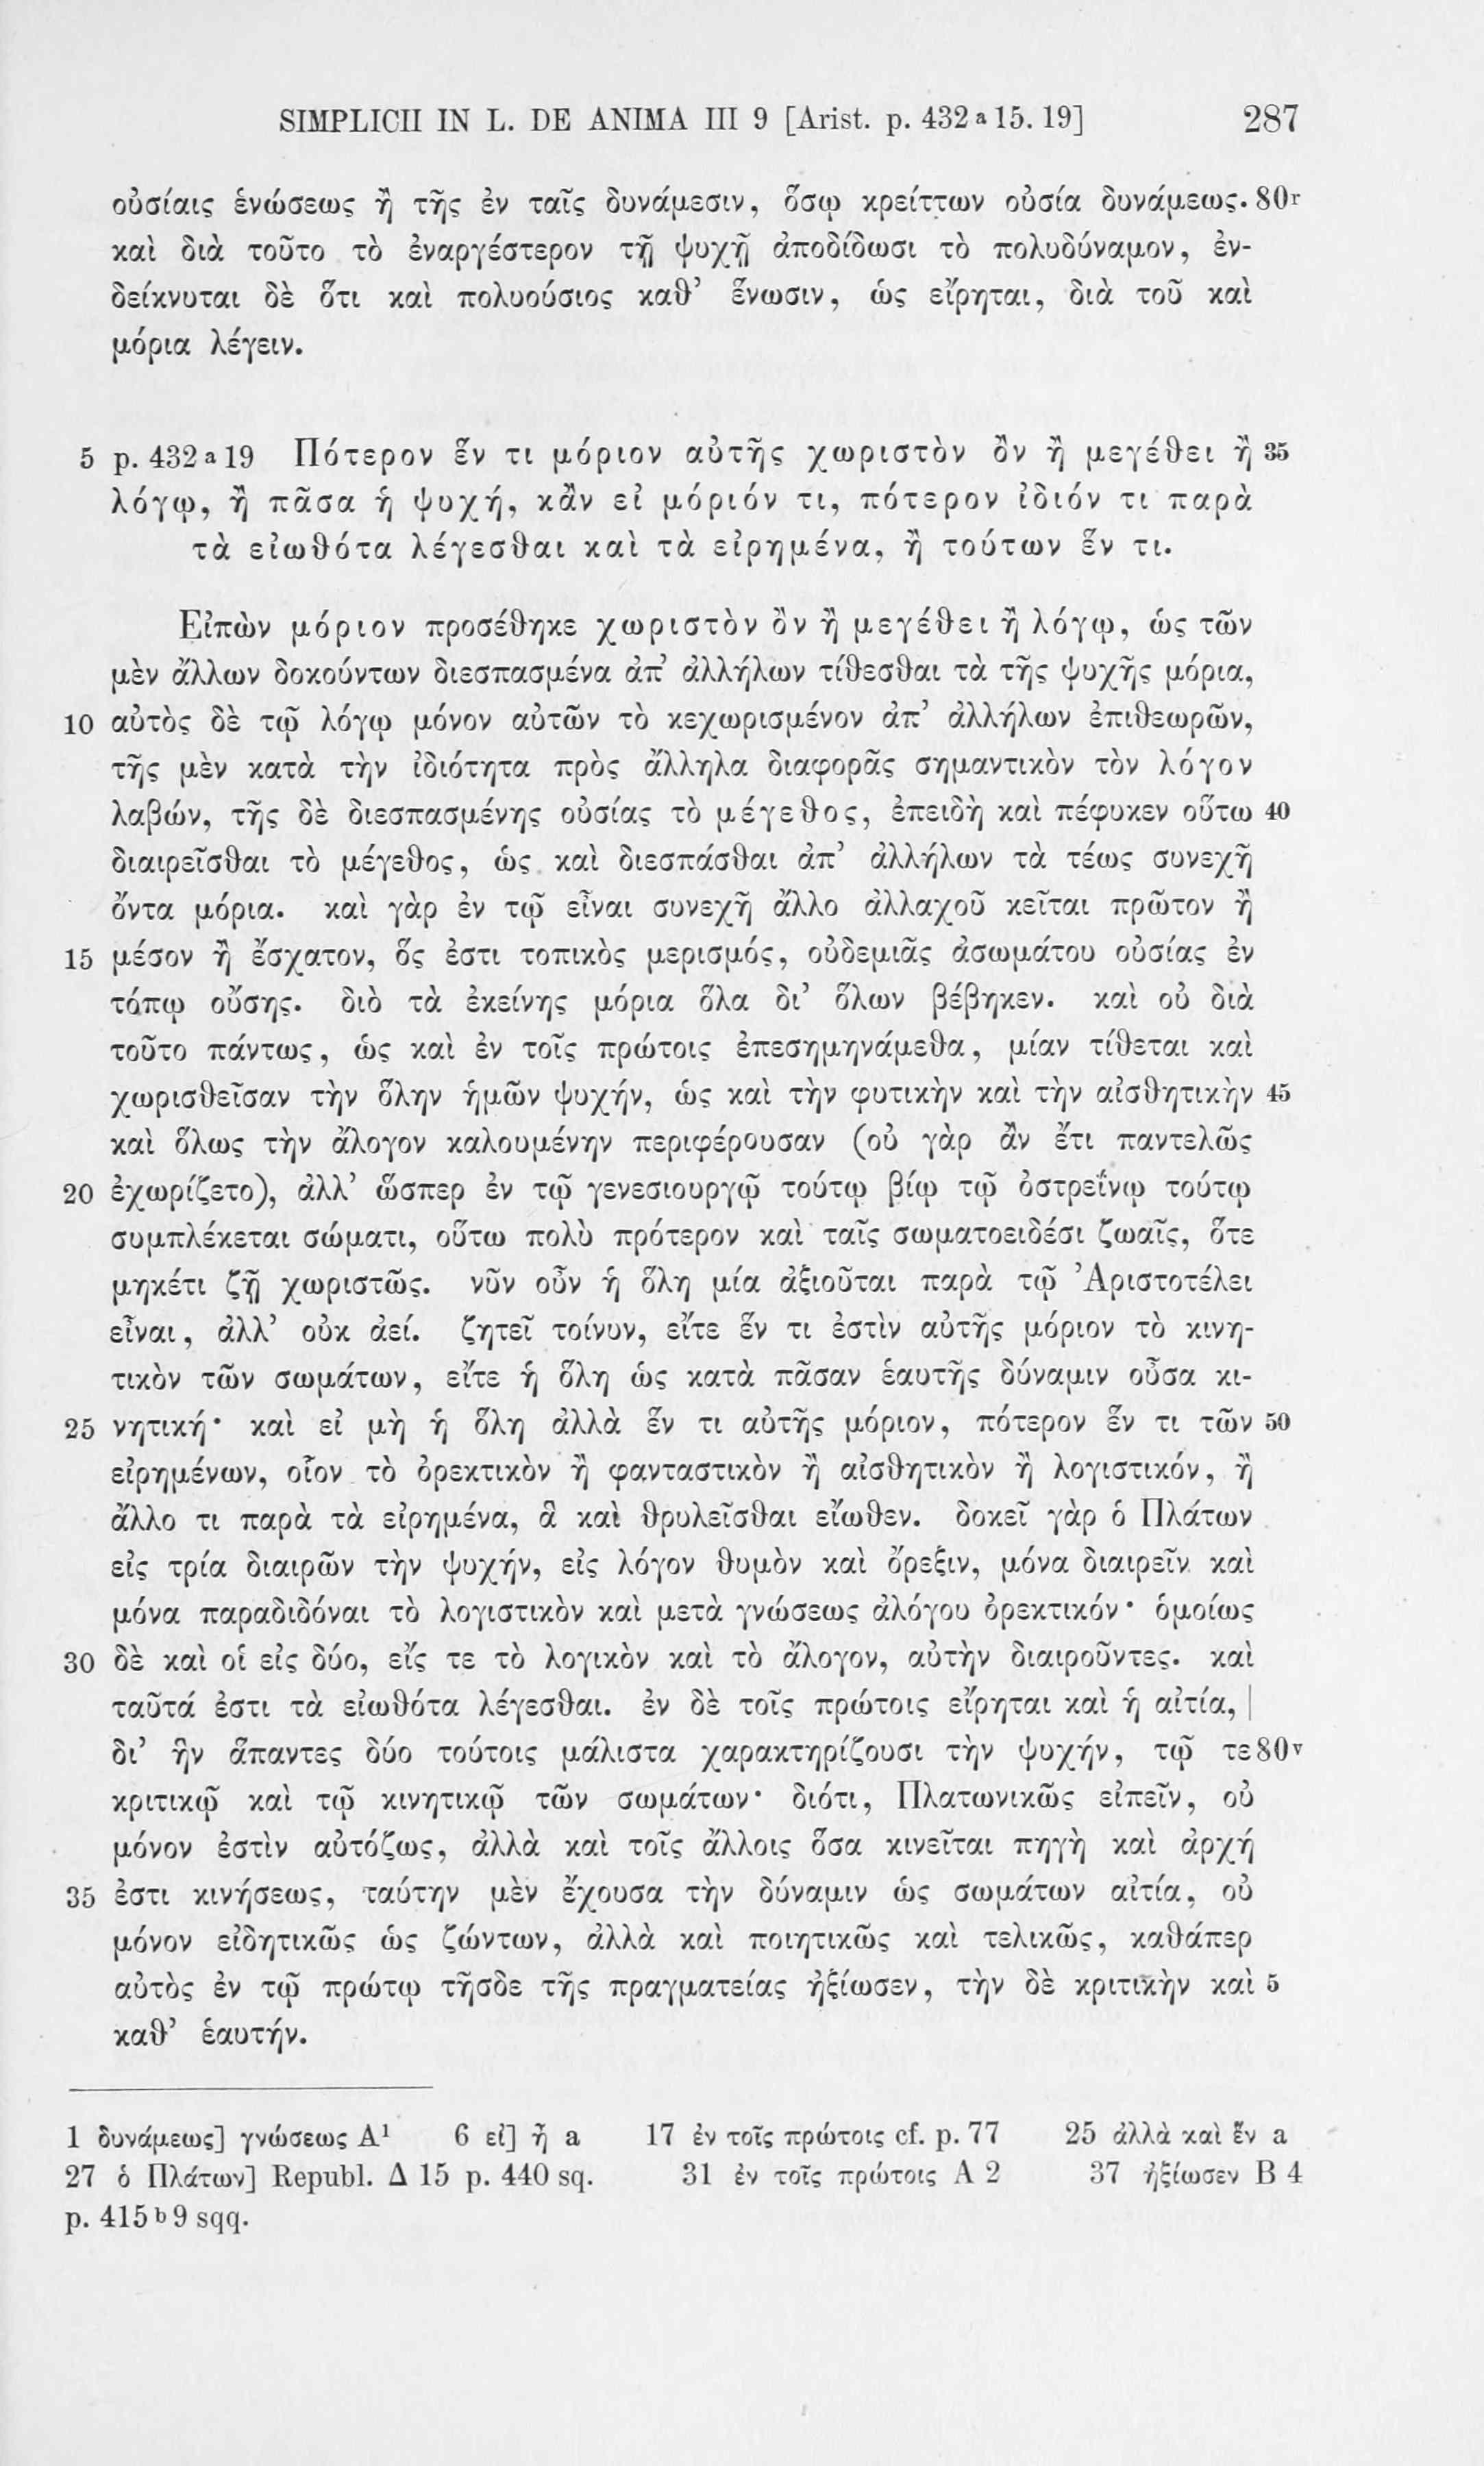 SIMPLICII IN L. DE ANIMA III 9 [Arist. p. 432 a 15. 19] 287
οὐσίαις ἑνώσεως ἢ τῆς ἐν ταῖς δυνάμεσιν, ὅσῳ κρείττων οὐσία δυνάμεως. 80r
καὶ διὰ τοῦτο τὸ ἐναργέστερον τῇ ψυχῇ ἀποδίδωσι τὸ πολυδύναμον, ἐν-
δείκνυται δὲ ὅτι καὶ πολυούσιος καθ’ ἕνωσιν, ὡς εἴρηται, διὰ τοῦ καὶ
μόρια λέγειν.
5 p. 432 a 19 Πότερον ἕν τι μόριον αὐτῆς χωριστὸν ὂν ἢ μεγέθει ἢ 35
λόγῳ, ἢ πᾶσα ἡ ψυχή, κἂν εἰ μόριόν τι, πότερον ἰδιόν τι παρὰ
τὰ εἰωθότα λέγεσθαι καὶ τὰ εἰρημένα, ἢ τούτων ἕν τι.
Εἰπὼν μόριον προσέθηκε χωριστὸν ὂν ἢ μεγέθει ἢ λόγῳ, ὡς τῶν
μὲν ἄλλων δοκούντων διεσπασμένα ἀπ’ ἀλλήλων τίθεσθαι τὰ τῆς ψυχῆς μόρια,
10 αὐτὸς δὲ τῷ λόγῳ μόνον αὐτῶν τὸ κεχωρισμένον ἀπ’ ἀλλήλων ἐπιθεωρῶν,
τῆς μὲν κατὰ τὴν ἰδιότητα πρὸς ἄλληλα διαφορᾶς σημαντικὸν τὸν λόγον
λαβών, τῆς δὲ διεσπασμένης οὐσίας τὸ μέγεθος, ἐπειδὴ καὶ πέφυκεν οὕτω 40
διαιρεῖσθαι τὸ μέγεθος, ὡς καὶ διεσπάσθαι ἀπ’ ἀλλήλων τὰ τέως συνεχῆ
ὄντα μόρια. καὶ γὰρ ἐν τῷ εἶναι συνεχῆ ἄλλο ἀλλαχοῦ κεῖται πρῶτον ἢ
15 μέσον ἢ ἔσχατον, ὅς ἐστι τοπικὸς μερισμός, οὐδεμιᾶς ἀσωμάτου οὐσίας ἐν
τόπῳ οὔσης. διὸ τὰ ἐκείνης μόρια ὅλα δι’ ὅλων βέβηκεν. καὶ οὐ διὰ
τοῦτο πάντως, ὡς καὶ ἐν τοῖς πρώτοις ἐπεσημηνάμεθα, μίαν τίθεται καὶ
χωρισθεῖσαν τὴν ὅλην ἡμῶν ψυχήν, ὡς καὶ τὴν φυτικὴν καὶ τὴν αἰσθητικὴν 45
καὶ ὅλως τὴν ἄλογον καλουμένην περιφέρουσαν (οὐ γὰρ ἂν ἔτι παντελῶς
20 ἐχωρίζετο), ἀλλ’ ὥσπερ ἐν τῷ γενεσιουργῷ τούτῳ βίῳ τῷ ὀστρεΐνῳ τούτῳ
συμπλέκεται σώματι, οὕτω πολὺ πρότερον καὶ ταῖς σωματοειδέσι ζωαῖς, ὅτε
μηκέτι ζῇ χωριστῶς. νῦν οὖν ἡ ὅλη μία ἀξιοῦται παρὰ τῷ Ἀριστοτέλει
εἶναι, ἀλλ’ οὐκ ἀεί. ζητεῖ τοίνυν, εἴτε ἕν τι ἐστὶν αὐτῆς μόριον τὸ κινη-
τικὸν τῶν σωμάτων, εἴτε ἡ ὅλη ὡς κατὰ πᾶσαν ἑαυτῆς δύναμιν οὖσα κι-
25 νητική· καὶ εἰ μὴ ἡ ὅλη ἀλλὰ ἕν τι αὐτῆς μόριον, πότερον ἕν τι τῶν 50
εἰρημένων, οἷον τὸ ὀρεκτικὸν ἢ φανταστικὸν ἢ αἰσθητικὸν ἢ λογιστικόν, ἢ
ἄλλο τι παρὰ τὰ εἰρημένα, ἃ καὶ θρυλεῖσθαι εἴωθεν. δοκεῖ γὰρ ὁ Πλάτων
εἰς τρία διαιρῶν τὴν ψυχήν, εἰς λόγον θυμὸν καὶ ὄρεξιν, μόνα διαιρεῖν καὶ
μόνα παραδιδόναι τὸ λογιστικὸν καὶ μετὰ γνώσεως ἀλόγου ὀρεκτικόν· ὁμοίως
30 δὲ καὶ οἱ εἰς δύο, εἴς τε τὸ λογικὸν καὶ τὸ ἄλογον, αὐτὴν διαιροῦντες. καὶ
ταῦτά ἐστι τὰ εἰωθότα λέγεσθαι. ἐν δὲ τοῖς πρώτοις εἴρηται καὶ ἡ αἰτία, |
δι’ ἣν ἅπαντες δύο τούτοις μάλιστα χαρακτηρίζουσι τὴν ψυχήν, τῷ τε 80v
κριτικῷ καὶ τῷ κινητικῷ τῶν σωμάτων· διότι, Πλατωνικῶς εἰπεῖν, οὐ
μόνον ἐστὶν αὐτόζως, ἀλλὰ καὶ τοῖς ἄλλοις ὅσα κινεῖται πηγὴ καὶ ἀρχή
35 ἐστι κινήσεως, ταύτην μὲν ἔχουσα τὴν δύναμιν ὡς σωμάτων αἰτία, οὐ
μόνον εἰδητικῶς ὡς ζώντων, ἀλλὰ καὶ ποιητικῶς καὶ τελικῶς, καθάπερ
αὐτὸς ἐν τῷ πρώτῳ τῆσδε τῆς πραγματείας ἠξίωσεν, τὴν δὲ κριτικὴν καὶ 5
καθ’ ἑαυτήν.
1 δυνάμεως] γνώσεως A¹ 6 εἰ] ἦ a 17 ἐν τοῖς πρώτοις cf. p. 77 25 ἀλλὰ καὶ ἕν a
27 ὁ Πλάτων] Republ. Δ 15 p. 440 sq. 31 ἐν τοῖς πρώτοις A 2 37 ἠξίωσεν B 4
p. 415 b 9 sqq.